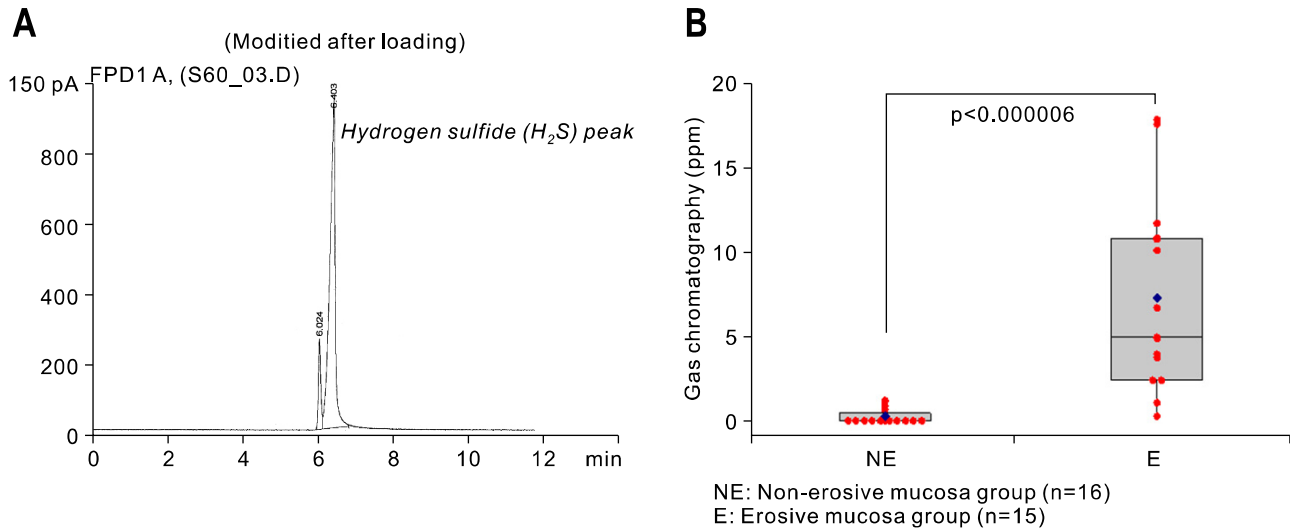 A
(Moditied after loading)
FPD1 A, (S60_03.D)
150 pA
6.403
Hydrogen sulfide (H₂S) peak
800
600
400
6.024
200
0
0 2 4 6 8 10 12 min
B
20
p<0.000006
15
Gas chromatography (ppm)
10
5
0
NE E
NE: Non-erosive mucosa group (n=16)
E: Erosive mucosa group (n=15)